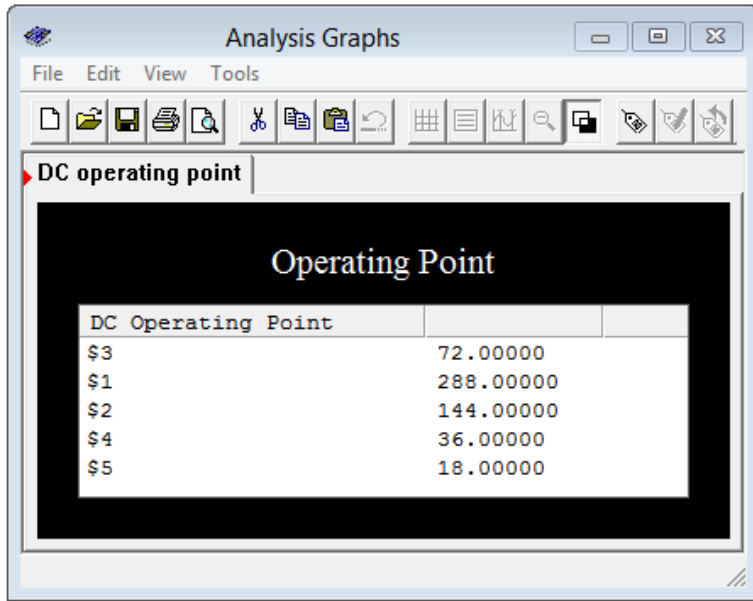 Analysis Graphs
File Edit View Tools
DC operating point
Operating Point
DC Operating Point
$3 72.00000
$1 288.00000
$2 144.00000
$4 36.00000
$5 18.00000